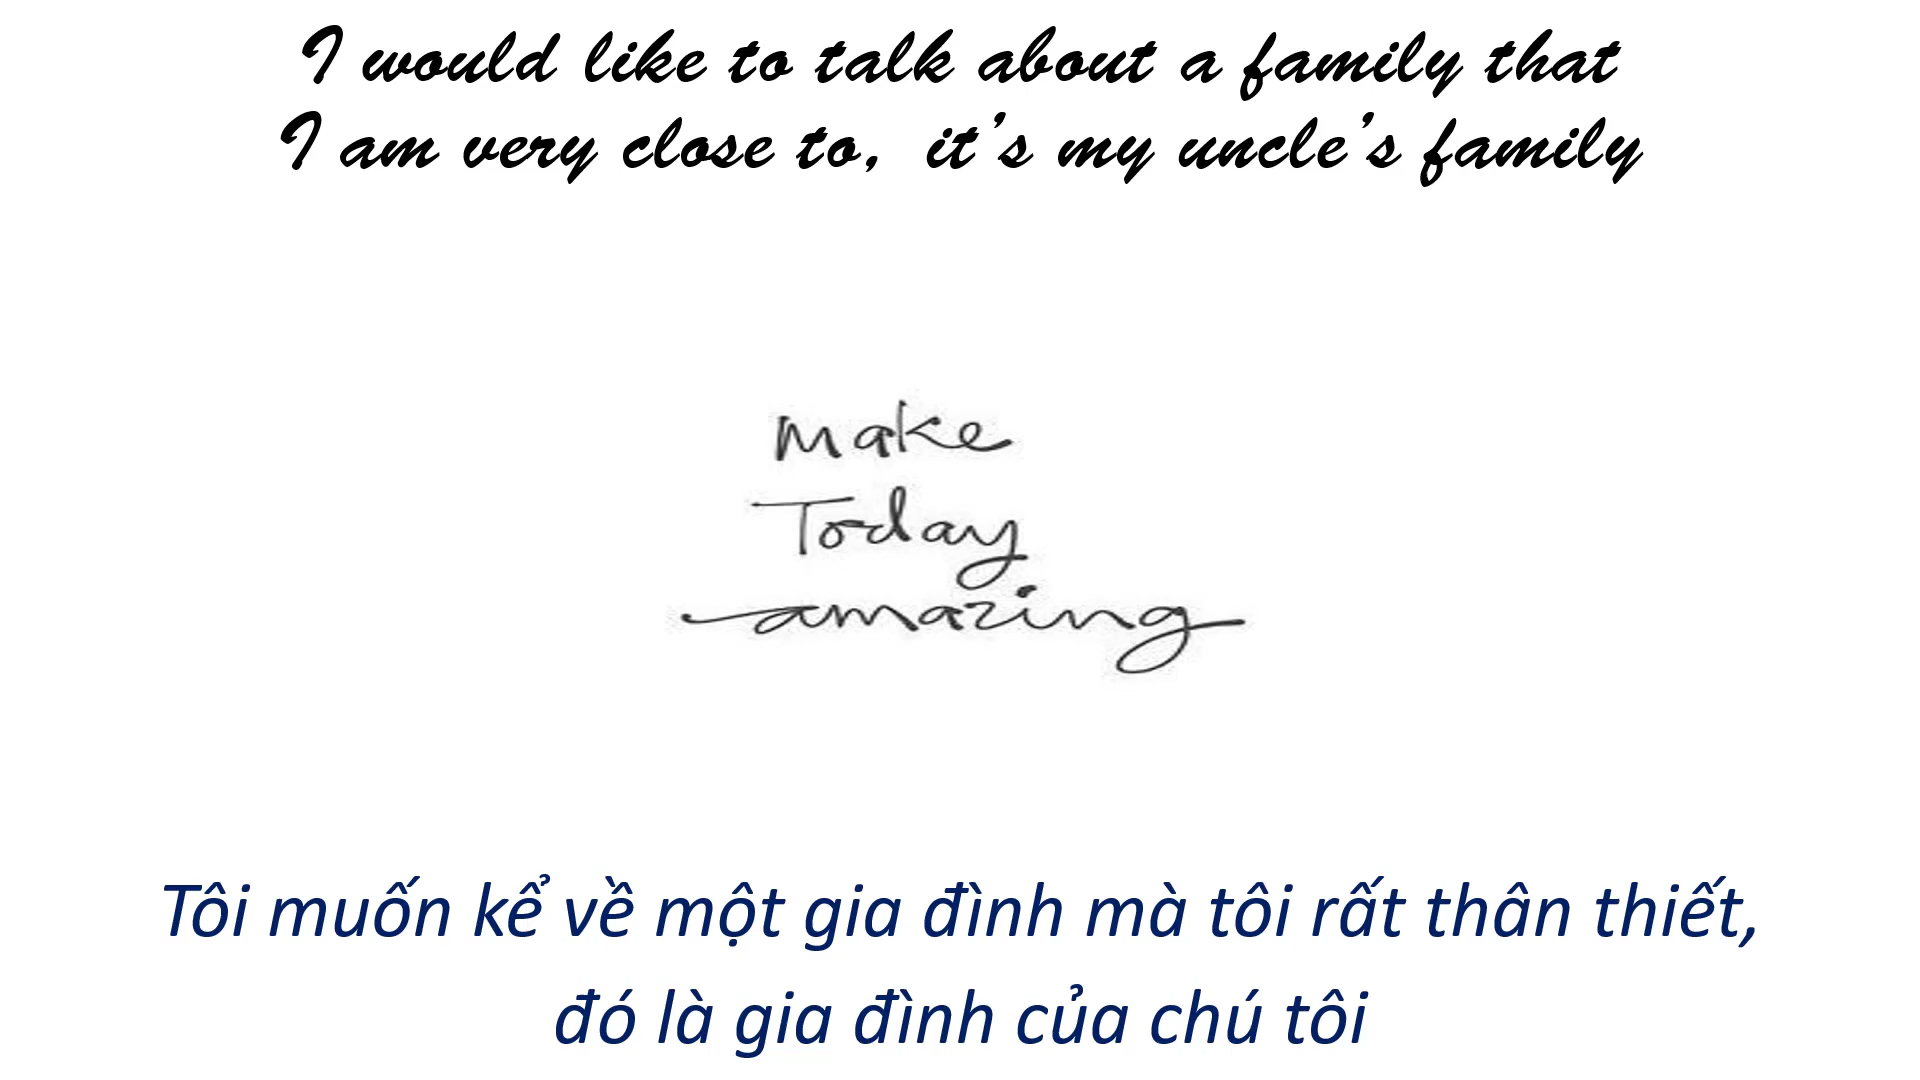 I would like to talk about a family that
I am very close to, it’s my uncle’s family
Make
Today
amazing
Tôi muốn kể về một gia đình mà tôi rất thân thiết,
đó là gia đình của chú tôi